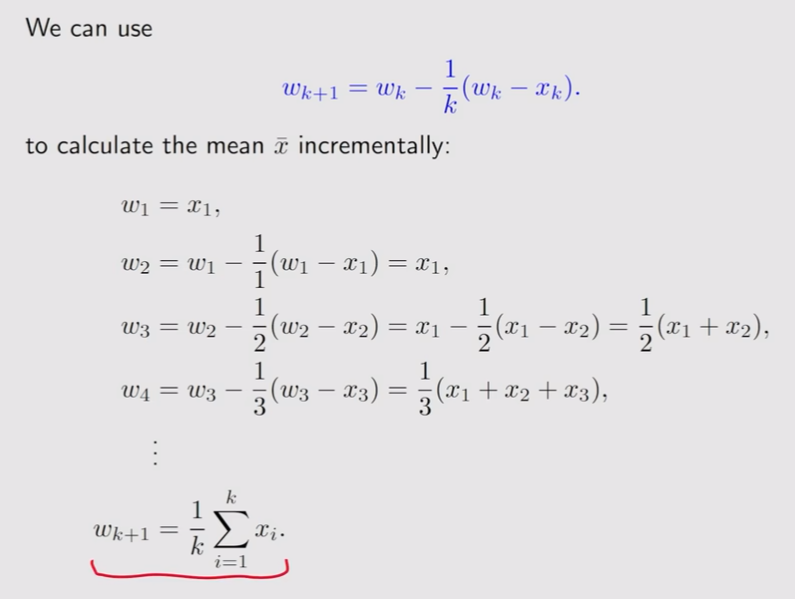 We can use
w_{k+1} = w_k − \frac{1}{k}(w_k − x_k).
to calculate the mean x̄ incrementally:
w_1 = x_1,
w_2 = w_1 − \frac{1}{1}(w_1 − x_1) = x_1,
w_3 = w_2 − \frac{1}{2}(w_2 − x_2) = x_1 − \frac{1}{2}(x_1 − x_2) = \frac{1}{2}(x_1 + x_2),
w_4 = w_3 − \frac{1}{3}(w_3 − x_3) = \frac{1}{3}(x_1 + x_2 + x_3),
⋮
w_{k+1} = \frac{1}{k} \sum_{i=1}^{k} x_i.